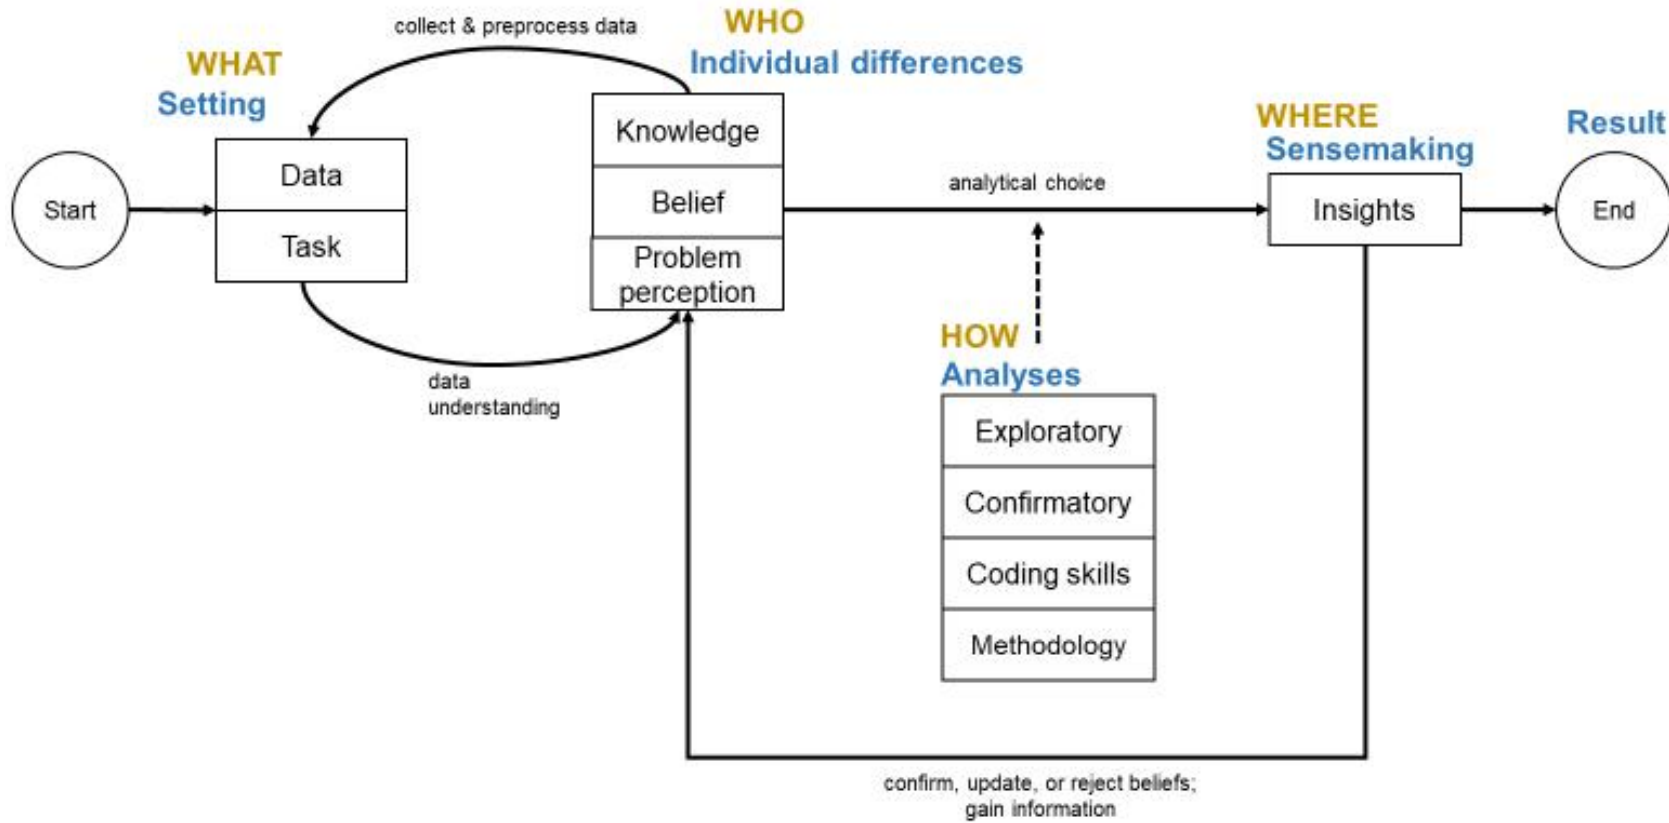 collect & preprocess data
WHO
Individual differences
WHAT
Setting
Knowledge
Belief
Problem
perception
Data
Task
Start
data
understanding
analytical choice
WHERE
Sensemaking
Insights
Result
End
HOW
Analyses
Exploratory
Confirmatory
Coding skills
Methodology
confirm, update, or reject beliefs;
gain information